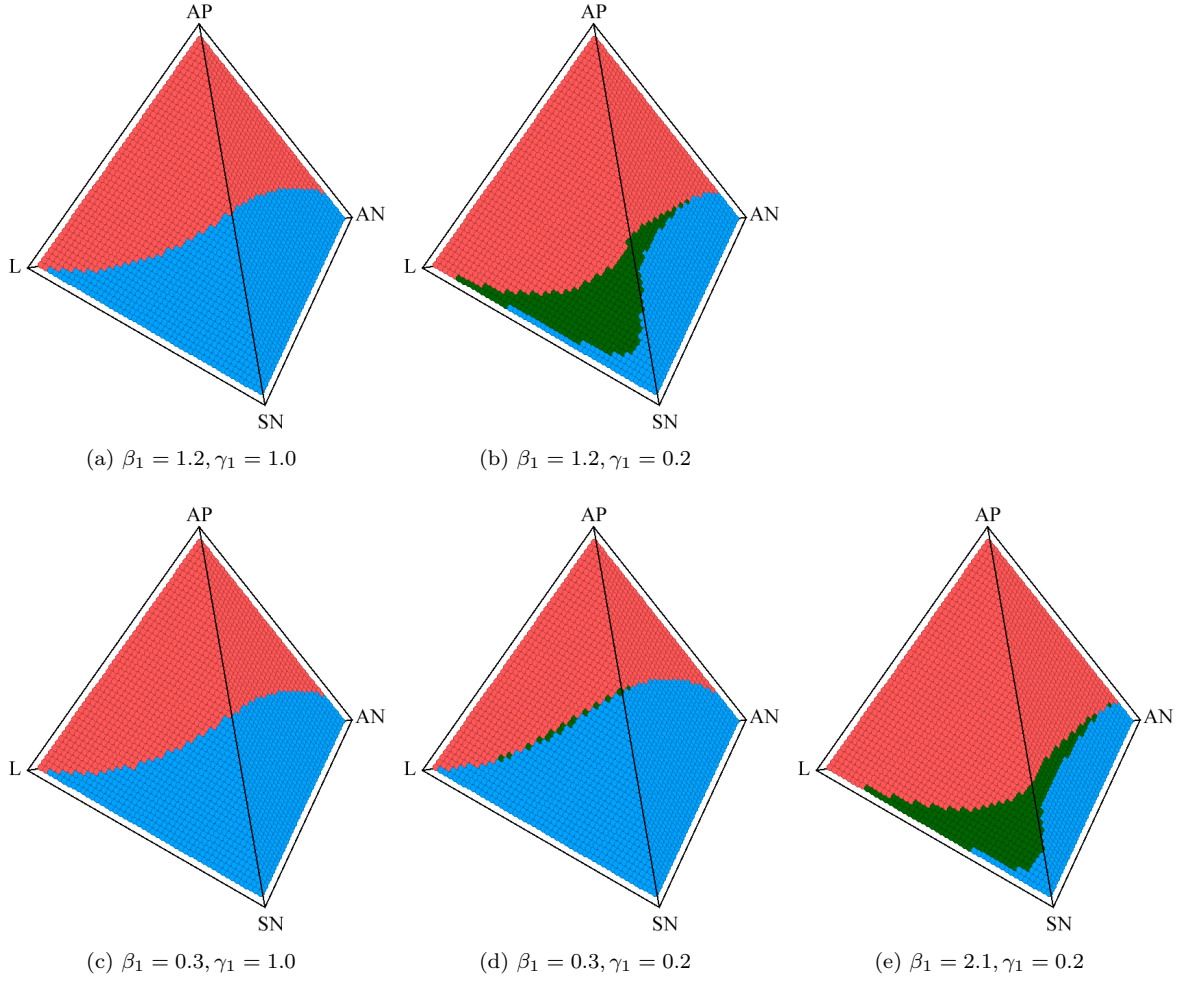 AP AP
L AN L AN
SN SN
(a) β₁ = 1.2, γ₁ = 1.0 (b) β₁ = 1.2, γ₁ = 0.2
AP AP AP
L AN L AN L AN
SN SN SN
(c) β₁ = 0.3, γ₁ = 1.0 (d) β₁ = 0.3, γ₁ = 0.2 (e) β₁ = 2.1, γ₁ = 0.2